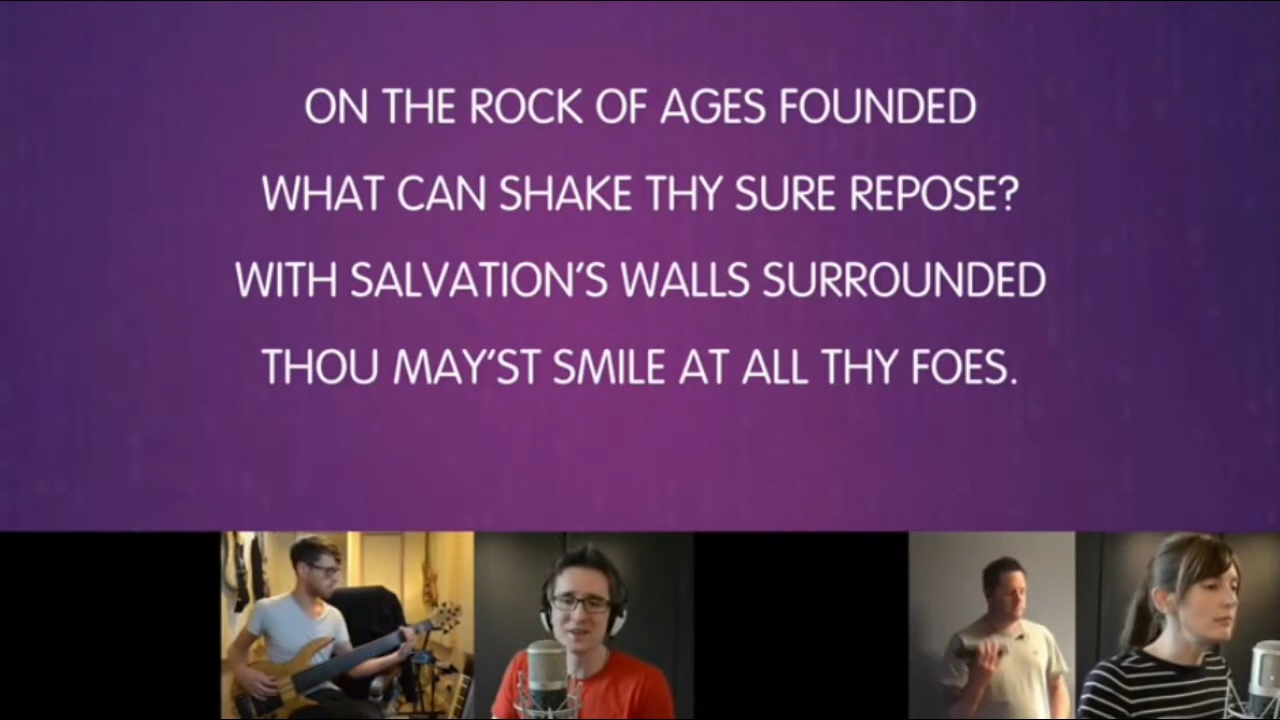 ON THE ROCK OF AGES FOUNDED
WHAT CAN SHAKE THY SURE REPOSE?
WITH SALVATION'S WALLS SURROUNDED
THOU MAY'ST SMILE AT ALL THY FOES.